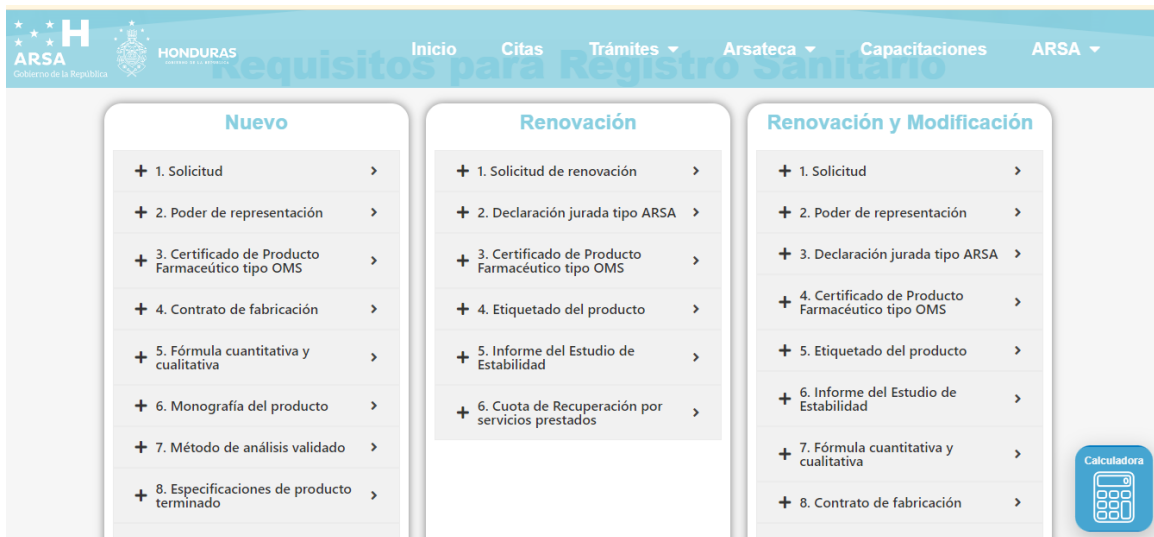 H
ARSA
Gobierno de la República
HONDURAS
GOBIERNO DE LA REPÚBLICA
Inicio
Citas
Trámites
Arsateca
Capacitaciones
ARSA
Requisitos para Registro Sanitario
Nuevo
1. Solicitud
2. Poder de representación
3. Certificado de Producto
Farmaceútico tipo OMS
4. Contrato de fabricación
5. Fórmula cuantitativa y
cualitativa
6. Monografía del producto
7. Método de análisis validado
8. Especificaciones de producto
terminado
Renovación
1. Solicitud de renovación
2. Declaración jurada tipo ARSA
3. Certificado de Producto
Farmacéutico tipo OMS
4. Etiquetado del producto
5. Informe del Estudio de
Estabilidad
6. Cuota de Recuperación por
servicios prestados
Renovación y Modificación
1. Solicitud
2. Poder de representación
3. Declaración jurada tipo ARSA
4. Certificado de Producto
Farmacéutico tipo OMS
5. Etiquetado del producto
6. Informe del Estudio de
Estabilidad
7. Fórmula cuantitativa y
cualitativa
8. Contrato de fabricación
Calculadora